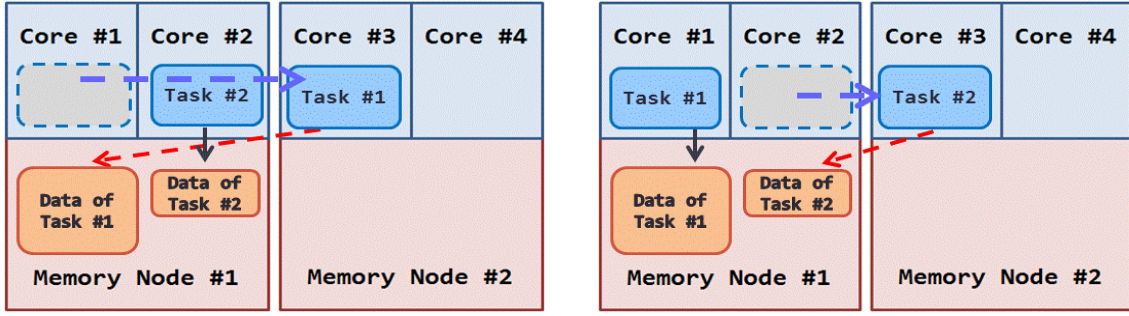 Core #1 Core #2 Core #3 Core #4
Task #2 Task #1
Data of
Task #1
Data of
Task #2
Memory Node #1 Memory Node #2
Core #1 Core #2 Core #3 Core #4
Task #1 Task #2
Data of
Task #1
Data of
Task #2
Memory Node #1 Memory Node #2